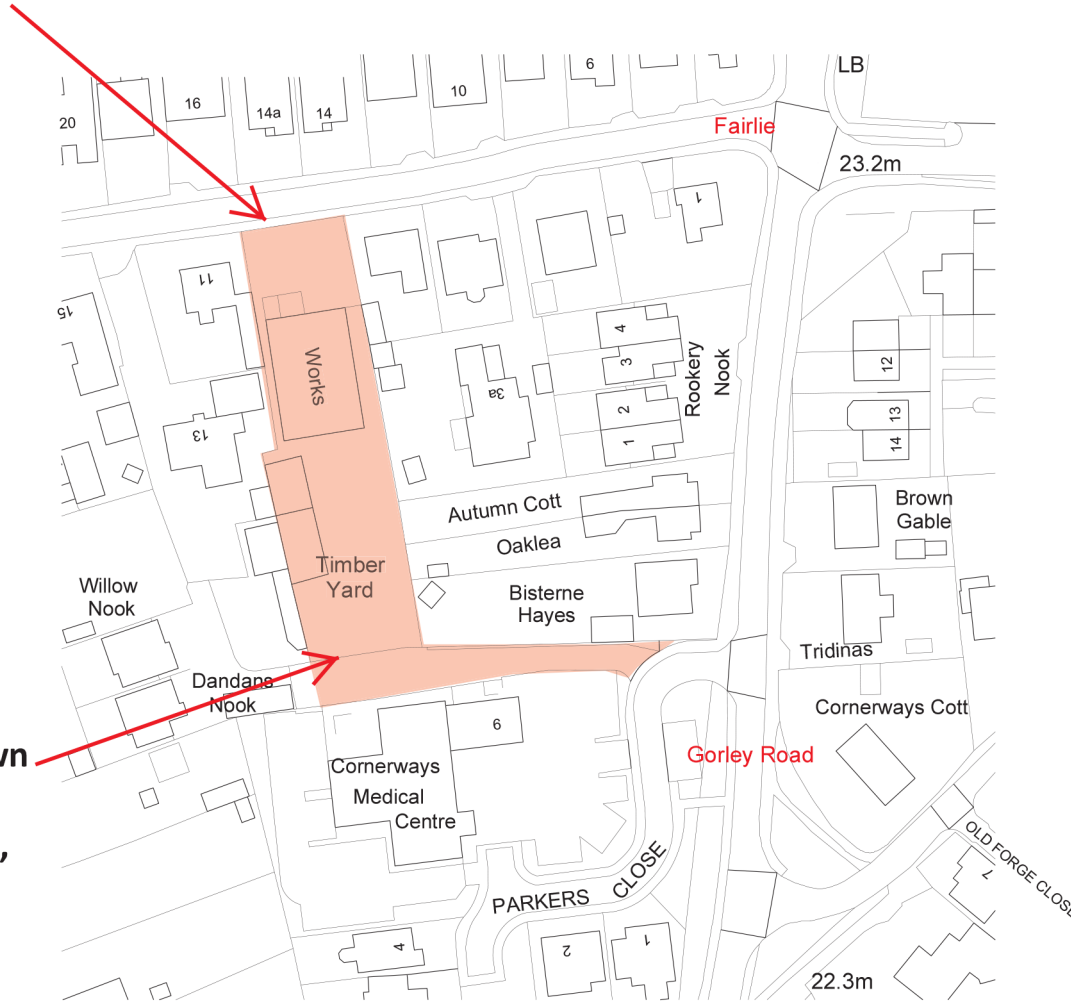 LB
6
16
10
14a
14
20
Fairlie
23.2m
1
11
15
4
Works
3
Rookery
Nook
12
3a
2
13
13
1
14
Autumn Cott
Brown
Gable
Oaklea
Timber
Yard
Willow
Nook
Bisterne
Hayes
Tridinas
Dandans
Nook
Cornerways Cott
6
Gorley Road
wn
Cornerways
Medical
Centre
,
OLD FORGE CLOSE
7
PARKERS CLOSE
4
2
1
22.3m